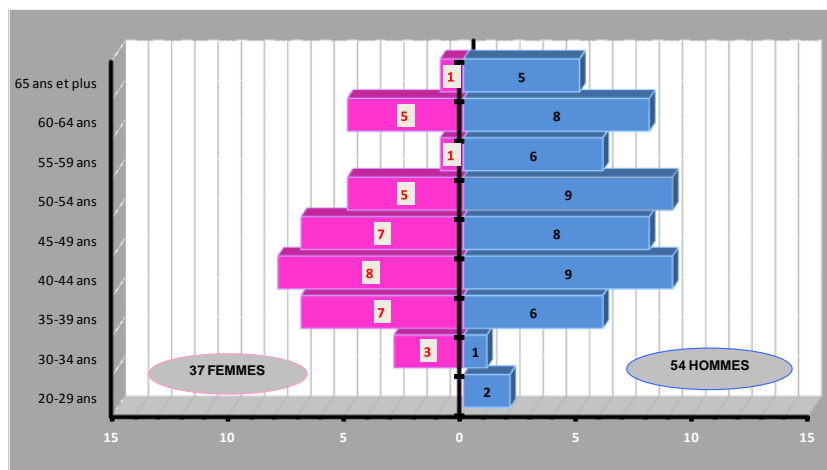 65 ans et plus 1 5
60-64 ans 5 8
55-59 ans 1 6
50-54 ans 5 9
45-49 ans 7 8
40-44 ans 8 9
35-39 ans 7 6
30-34 ans 3 1
37 FEMMES 54 HOMMES
20-29 ans 2
15 10 5 0 5 10 15